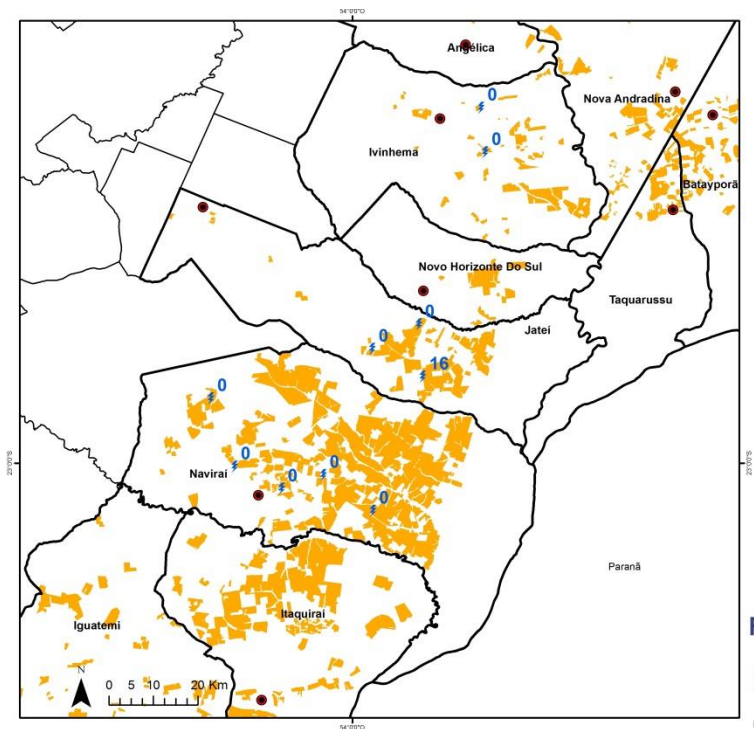 54°0'0"O
Angélica
0
Nova Andradina
0
Ivinhema
Batayporã
Novo Horizonte Do Sul
Taquarussu
0
Jateí
0
16
0
23°0'0"S
23°0'0"S
0
0
Naviraí
0
0
Paranã
Itaquiraí
Iguatemi
N
0 5 10 20 Km
54°0'0"O